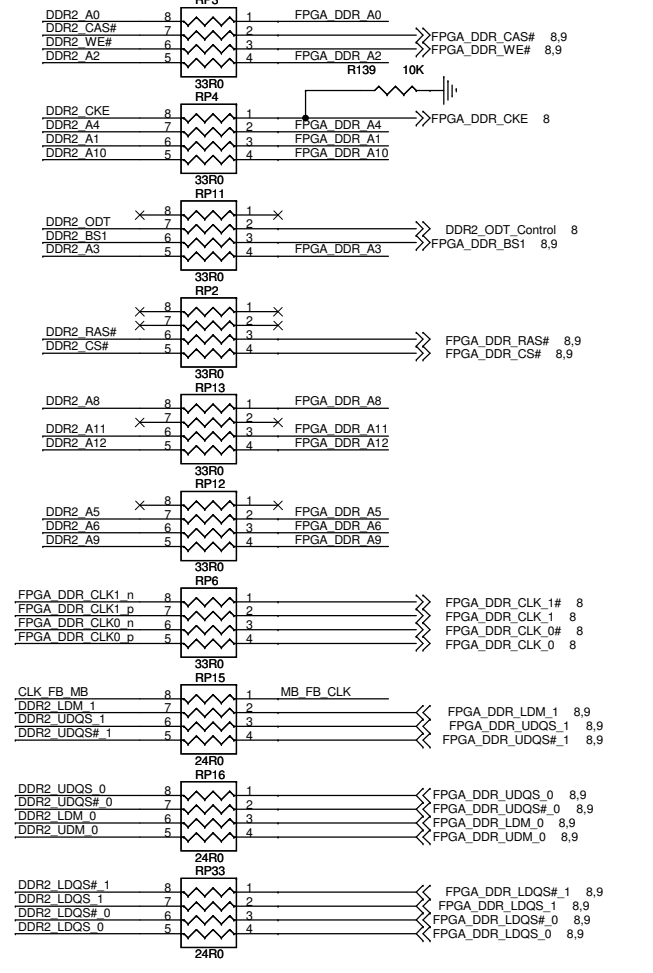 RP3
DDR2_A0 8 1 FPGA_DDR_A0
DDR2_CAS# 7 2 FPGA_DDR_CAS# 8,9
DDR2_WE# 6 3 FPGA_DDR_WE# 8,9
DDR2_A2 5 4 FPGA_DDR_A2
R139 10K
33R0
RP4
DDR2_CKE 8 1 FPGA_DDR_CKE 8
DDR2_A4 7 2 FPGA_DDR_A4
DDR2_A1 6 3 FPGA_DDR_A1
DDR2_A10 5 4 FPGA_DDR_A10
33R0
RP11
8 1
DDR2_ODT 7 2 DDR2_ODT_Control 8
DDR2_BS1 6 3 FPGA_DDR_BS1 8,9
DDR2_A3 5 4 FPGA_DDR_A3
33R0
RP2
8 1
7 2
DDR2_RAS# 6 3 FPGA_DDR_RAS# 8,9
DDR2_CS# 5 4 FPGA_DDR_CS# 8,9
33R0
RP13
DDR2_A8 8 1 FPGA_DDR_A8
7 2
DDR2_A11 6 3 FPGA_DDR_A11
DDR2_A12 5 4 FPGA_DDR_A12
33R0
RP12
8 1
DDR2_A5 7 2 FPGA_DDR_A5
DDR2_A6 6 3 FPGA_DDR_A6
DDR2_A9 5 4 FPGA_DDR_A9
33R0
RP6
FPGA_DDR_CLK1_n 8 1 FPGA_DDR_CLK_1# 8
FPGA_DDR_CLK1_p 7 2 FPGA_DDR_CLK_1 8
FPGA_DDR_CLK0_n 6 3 FPGA_DDR_CLK_0# 8
FPGA_DDR_CLK0_p 5 4 FPGA_DDR_CLK_0 8
33R0
RP15
CLK_FB_MB 8 1 MB_FB_CLK
DDR2_LDM_1 7 2 FPGA_DDR_LDM_1 8,9
DDR2_UDQS_1 6 3 FPGA_DDR_UDQS_1 8,9
DDR2_UDQS#_1 5 4 FPGA_DDR_UDQS#_1 8,9
24R0
RP16
DDR2_UDQS_0 8 1 FPGA_DDR_UDQS_0 8,9
DDR2_UDQS#_0 7 2 FPGA_DDR_UDQS#_0 8,9
DDR2_LDM_0 6 3 FPGA_DDR_LDM_0 8,9
DDR2_UDM_0 5 4 FPGA_DDR_UDM_0 8,9
24R0
RP33
DDR2_LDQS#_1 8 1 FPGA_DDR_LDQS#_1 8,9
DDR2_LDQS_1 7 2 FPGA_DDR_LDQS_1 8,9
DDR2_LDQS#_0 6 3 FPGA_DDR_LDQS#_0 8,9
DDR2_LDQS_0 5 4 FPGA_DDR_LDQS_0 8,9
24R0